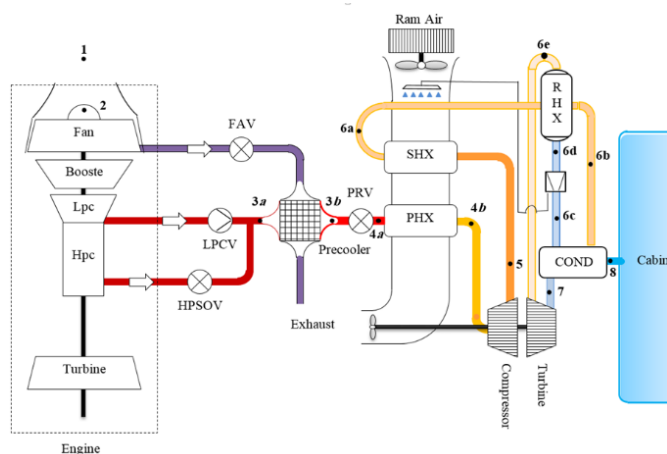 Ram Air
1
6e
2
Fan
FAV
R
H
X
6a
6d
6b
Booste
SHX
Lpc
3a
3b
PRV
6c
PHX
4b
LPCV
4a
Hpc
Precooler
COND
5
8
Cabin
HPSOV
7
Exhaust
Turbine
Compressor
Turbine
Engine